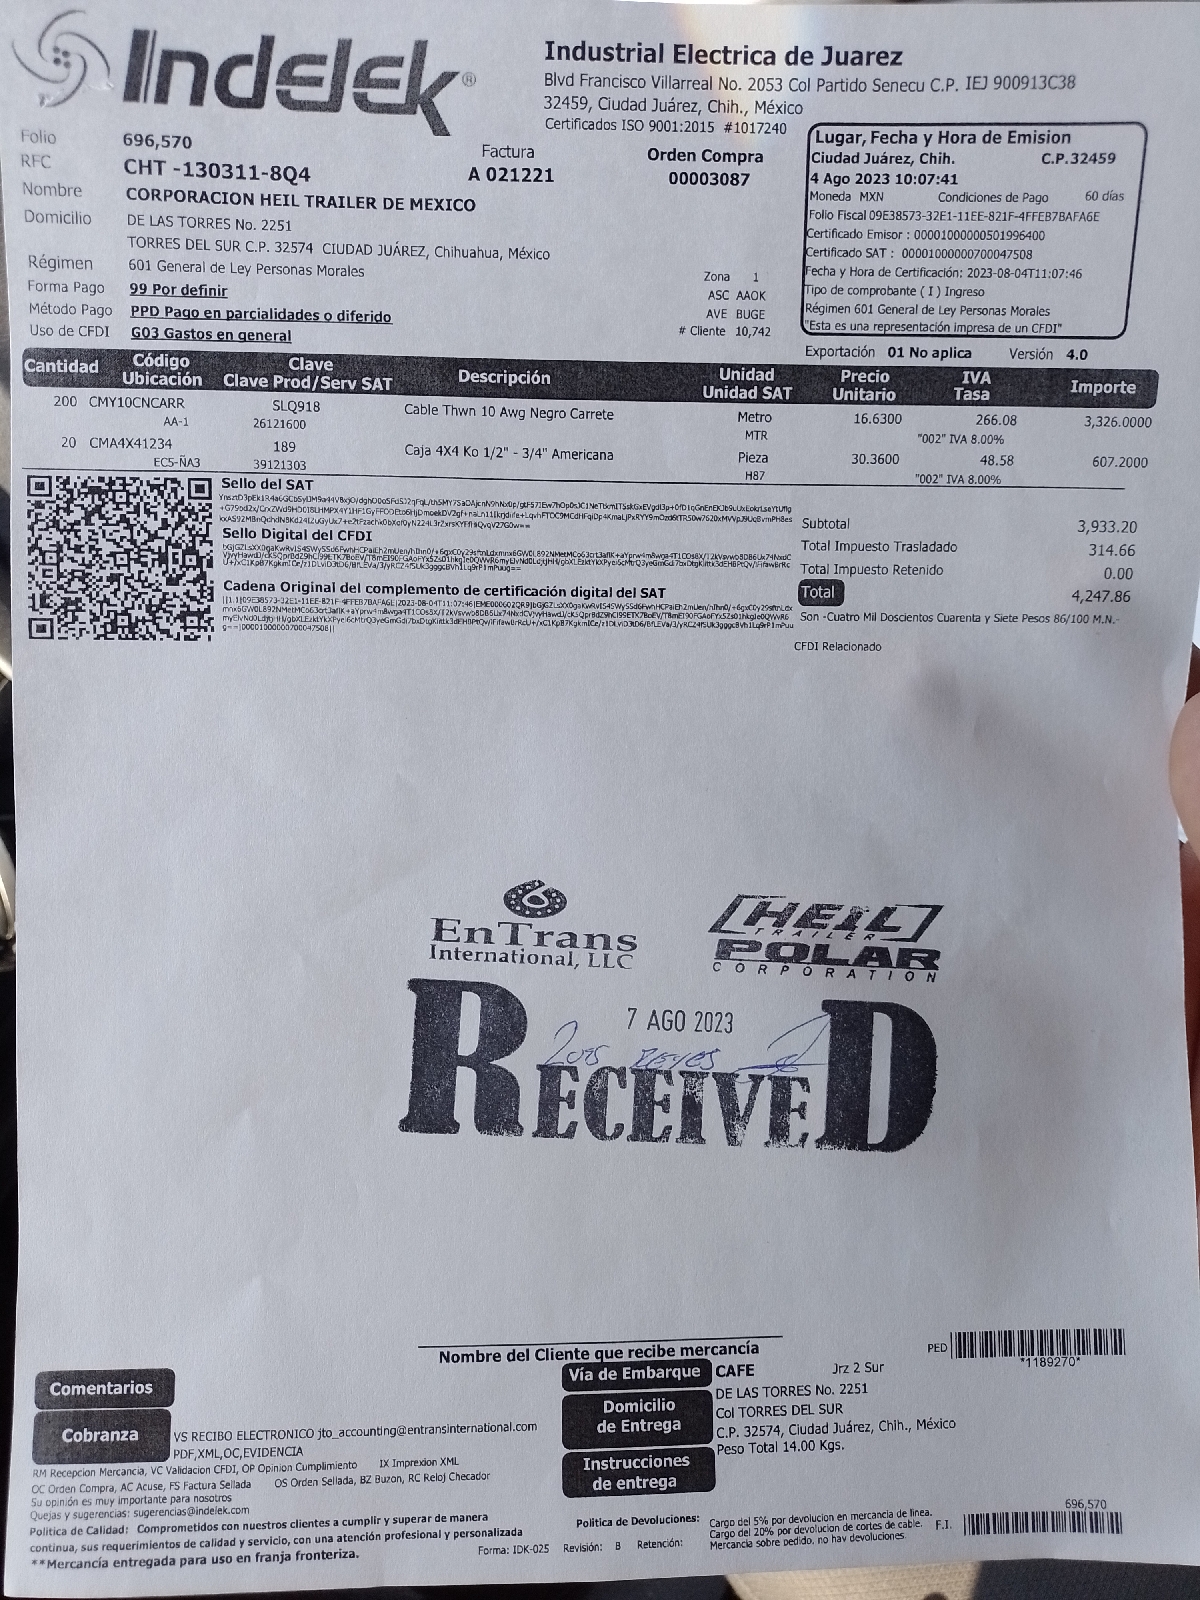 Indelek®
Industrial Electrica de Juarez
Blvd Francisco Villarreal No. 2053 Col Partido Senecu C.P. IEJ 900913C38
32459, Ciudad Juárez, Chih., México
Certificados ISO 9001:2015 #1017240
Folio 696,570
RFC CHT -130311-8Q4
Factura
A 021221
Orden Compra
00003087
Nombre CORPORACION HEIL TRAILER DE MEXICO
Domicilio DE LAS TORRES No. 2251
TORRES DEL SUR C.P. 32574 CIUDAD JUÁREZ, Chihuahua, México
Régimen 601 General de Ley Personas Morales
Forma Pago 99 Por definir
Método Pago PPD Pago en parcialidades o diferido
Uso de CFDI G03 Gastos en general
Zona 1
ASC AAOK
AVE BUGE
# Cliente 10,742
Lugar, Fecha y Hora de Emision
Ciudad Juárez, Chih. C.P.32459
4 Ago 2023 10:07:41
Moneda MXN Condiciones de Pago 60 días
Folio Fiscal 09E38573-32E1-11EE-821F-4FFEB7BAFA6E
Certificado Emisor : 00001000000501996400
Certificado SAT : 00001000000700047508
Fecha y Hora de Certificación: 2023-08-04T11:07:46
Tipo de comprobante ( I ) Ingreso
Régimen 601 General de Ley Personas Morales
"Esta es una representación impresa de un CFDI"
Exportación 01 No aplica Versión 4.0
Cantidad Código Ubicación Clave Clave Prod/Serv SAT Descripción Unidad Unidad SAT Precio Unitario IVA Tasa Importe
200 CMY10CNCARR SLQ918 Cable Thwn 10 Awg Negro Carrete Metro 16.6300 266.08 3,326.0000
AA-1 26121600 MTR "002" IVA 8.00%
20 CMA4X41234 189 Caja 4X4 Ko 1/2" - 3/4" Americana Pieza 30.3600 48.58 607.2000
EC5-ÑA3 39121303 H87 "002" IVA 8.00%
Sello del SAT
Sello Digital del CFDI
Cadena Original del complemento de certificación digital del SAT
Subtotal 3,933.20
Total Impuesto Trasladado 314.66
Total Impuesto Retenido 0.00
Total 4,247.86
Son -Cuatro Mil Doscientos Cuarenta y Siete Pesos 86/100 M.N.-
CFDI Relacionado
EnTrans
International, LLC
HEIL
TRAILER
POLAR
CORPORATION
7 AGO 2023
REYES
RECEIVED
Nombre del Cliente que recibe mercancía
PED
*1189270*
Comentarios
Cobranza
VS RECIBO ELECTRONICO jto_accounting@entransinternational.com
PDF,XML,OC,EVIDENCIA
Vía de Embarque CAFE Jrz 2 Sur
Domicilio de Entrega
DE LAS TORRES No. 2251
Col TORRES DEL SUR
C.P. 32574, Ciudad Juárez, Chih., México
Peso Total 14.00 Kgs.
Instrucciones de entrega
RM Recepcion Mercancia, VC Validacion CFDI, OP Opinion Cumplimiento IX Imprexion XML
OC Orden Compra, AC Acuse, FS Factura Sellada OS Orden Sellada, BZ Buzon, RC Reloj Checador
Su opinión es muy importante para nosotros
Quejas y sugerencias: sugerencias@indelek.com
Politica de Calidad: Comprometidos con nuestros clientes a cumplir y superar de manera
continua, sus requerimientos de calidad y servicio, con una atención profesional y personalizada
**Mercancía entregada para uso en franja fronteriza.
Forma: IDK-025 Revisión: B Retención:
Politica de Devoluciones: Cargo del 5% por devolucion en mercancia de linea.
Cargo del 20% por devolucion de cortes de cable.
Mercancia sobre pedido, no hay devoluciones.
F.I.
696,570